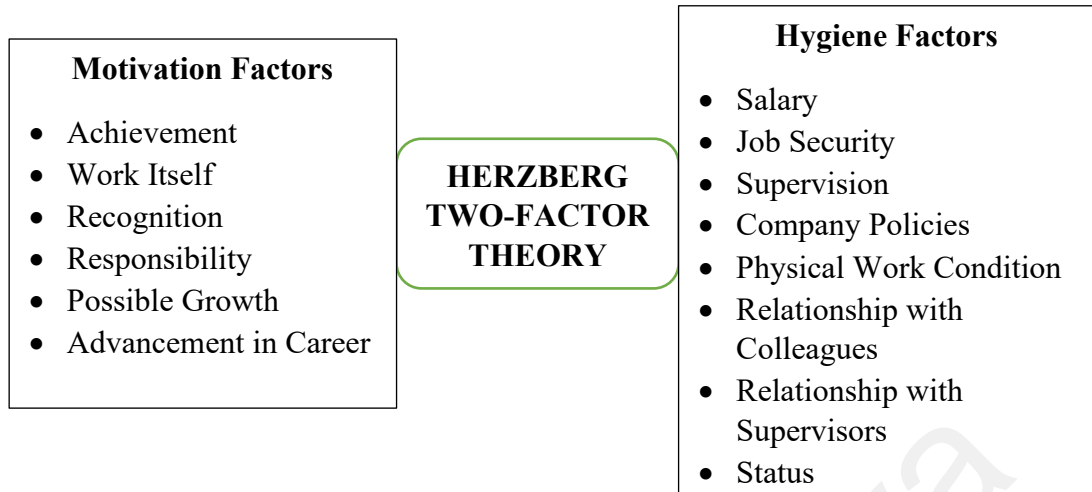 Motivation Factors
• Achievement
• Work Itself
• Recognition
• Responsibility
• Possible Growth
• Advancement in Career
HERZBERG
TWO-FACTOR
THEORY
Hygiene Factors
• Salary
• Job Security
• Supervision
• Company Policies
• Physical Work Condition
• Relationship with
Colleagues
• Relationship with
Supervisors
• Status